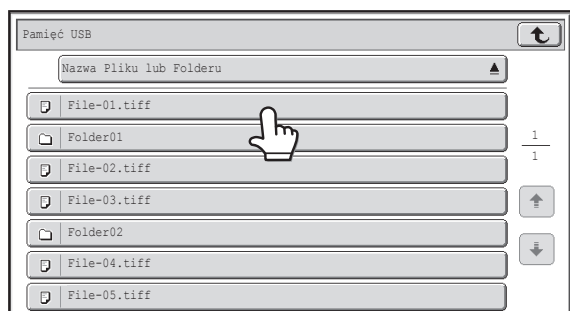 Pamięć USB
Nazwa Pliku lub Folderu
File-01.tiff
Folder01
1
File-02.tiff
1
File-03.tiff
Folder02
File-04.tiff
File-05.tiff